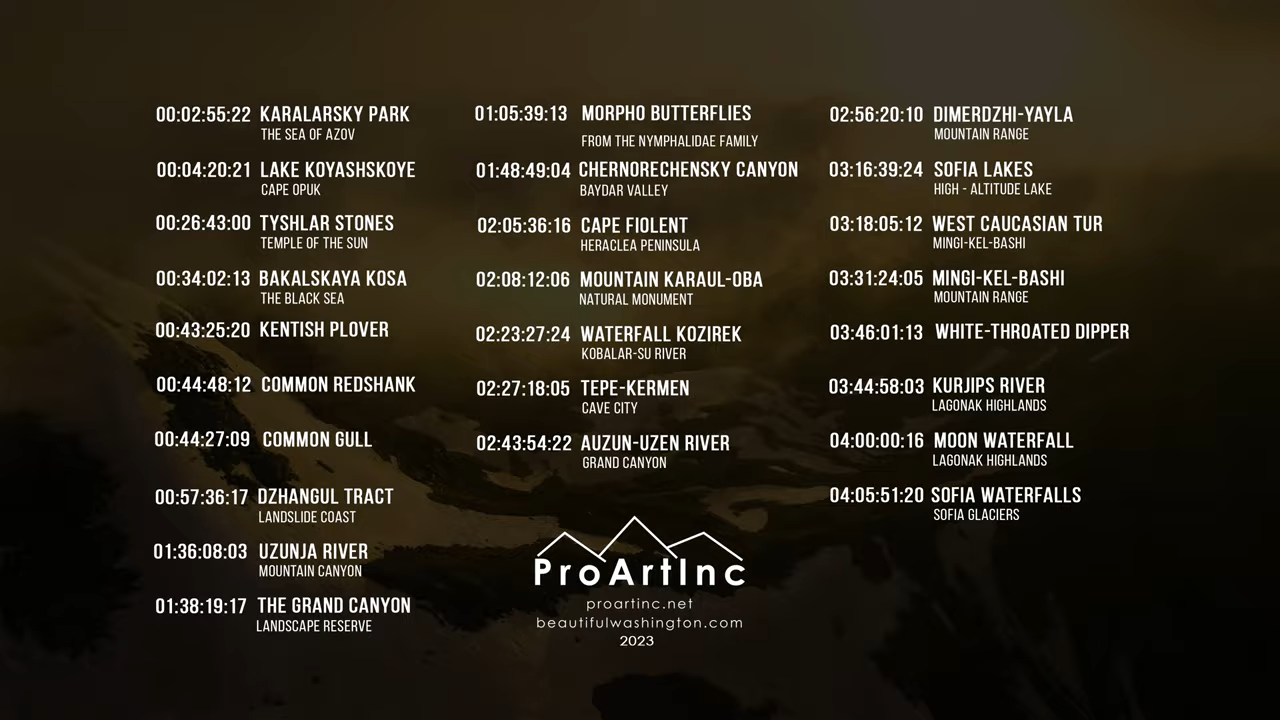 00:02:55:22 KARALARSKY PARK
THE SEA OF AZOV
00:04:20:21 LAKE KOYASHSKOYE
CAPE OPUK
00:26:43:00 TYSHLAR STONES
TEMPLE OF THE SUN
00:34:02:13 BAKALSKAYA KOSA
THE BLACK SEA
00:43:25:20 KENTISH PLOVER
00:44:48:12 COMMON REDSHANK
00:44:27:09 COMMON GULL
00:57:36:17 DZHANGUL TRACT
LANDSLIDE COAST
01:36:08:03 UZUNJA RIVER
MOUNTAIN CANYON
01:38:19:17 THE GRAND CANYON
LANDSCAPE RESERVE
01:05:39:13 MORPHO BUTTERFLIES
FROM THE NYMPHALIDAE FAMILY
01:48:49:04 CHERNORECHENSKY CANYON
BAYDAR VALLEY
02:05:36:16 CAPE FIOLENT
HERACLEA PENINSULA
02:08:12:06 MOUNTAIN KARAUL-OBA
NATURAL MONUMENT
02:23:27:24 WATERFALL KOZIREK
KOBALAR-SU RIVER
02:27:18:05 TEPE-KERMEN
CAVE CITY
02:43:54:22 AUZUN-UZEN RIVER
GRAND CANYON
ProArtInc
proartinc.net
beautifulwashington.com
2023
02:56:20:10 DIMERDZHI-YAYLA
MOUNTAIN RANGE
03:16:39:24 SOFIA LAKES
HIGH - ALTITUDE LAKE
03:18:05:12 WEST CAUCASIAN TUR
MINGI-KEL-BASHI
03:31:24:05 MINGI-KEL-BASHI
MOUNTAIN RANGE
03:46:01:13 WHITE-THROATED DIPPER
03:44:58:03 KURJIPS RIVER
LAGONAK HIGHLANDS
04:00:00:16 MOON WATERFALL
LAGONAK HIGHLANDS
04:05:51:20 SOFIA WATERFALLS
SOFIA GLACIERS